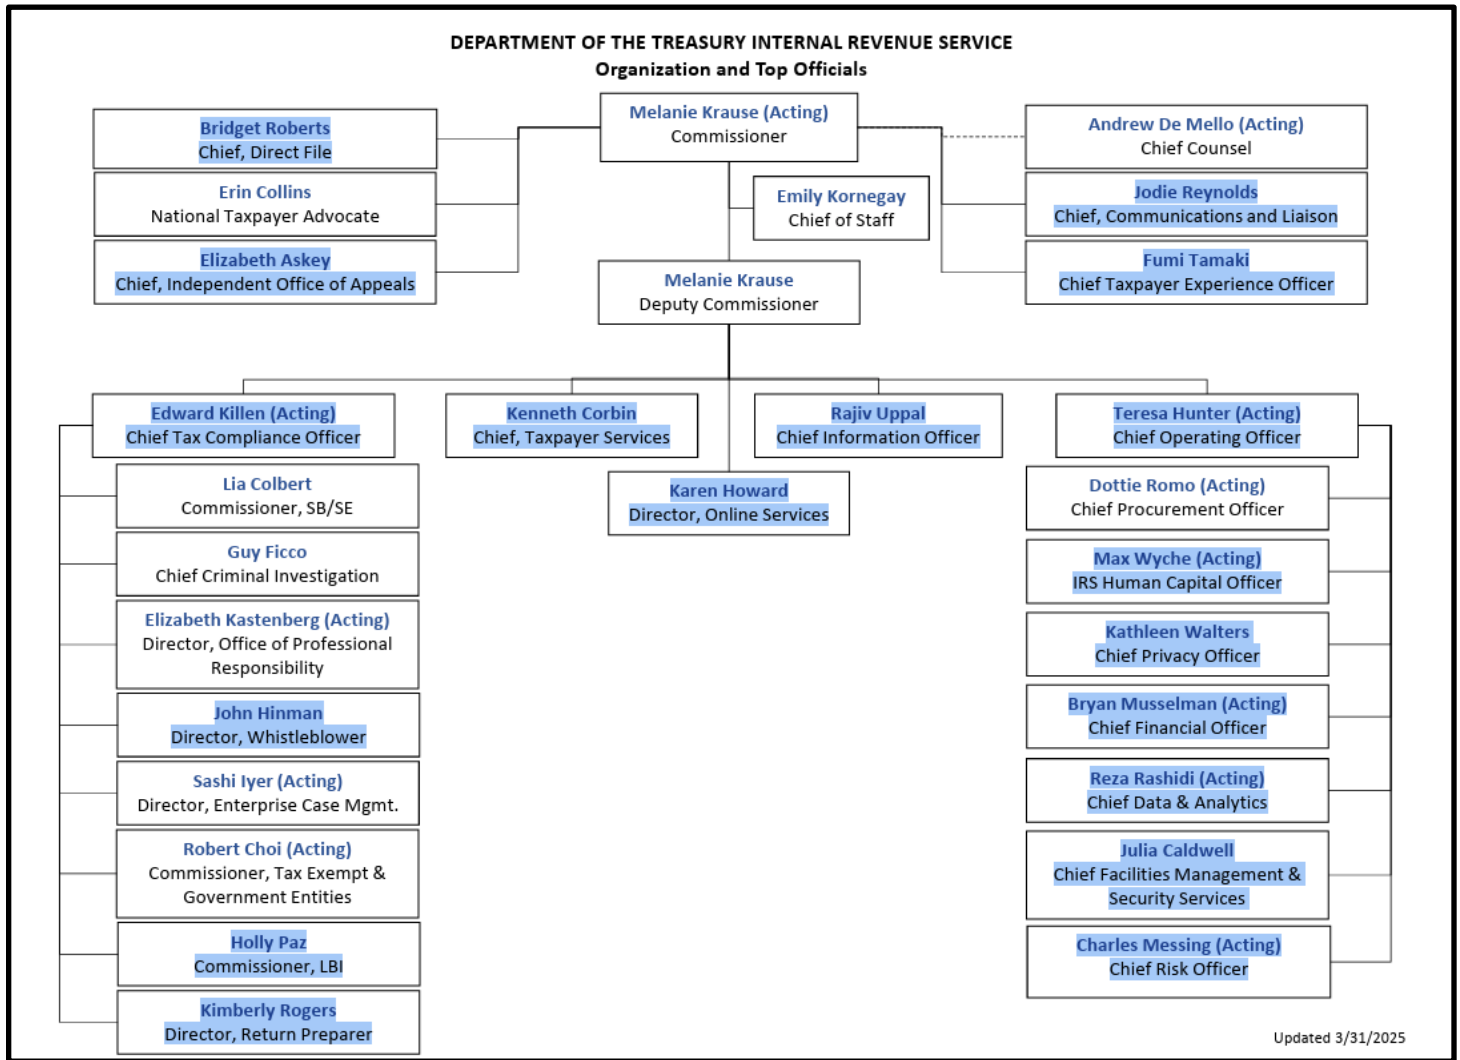 DEPARTMENT OF THE TREASURY INTERNAL REVENUE SERVICE
Organization and Top Officials
Melanie Krause (Acting)
Commissioner
Bridget Roberts
Chief, Direct File
Erin Collins
National Taxpayer Advocate
Elizabeth Askey
Chief, Independent Office of Appeals
Emily Kornegay
Chief of Staff
Andrew De Mello (Acting)
Chief Counsel
Jodie Reynolds
Chief, Communications and Liaison
Fumi Tamaki
Chief Taxpayer Experience Officer
Melanie Krause
Deputy Commissioner
Edward Killen (Acting)
Chief Tax Compliance Officer
Kenneth Corbin
Chief, Taxpayer Services
Rajiv Uppal
Chief Information Officer
Teresa Hunter (Acting)
Chief Operating Officer
Karen Howard
Director, Online Services
Lia Colbert
Commissioner, SB/SE
Guy Ficco
Chief Criminal Investigation
Elizabeth Kastenberg (Acting)
Director, Office of Professional
Responsibility
John Hinman
Director, Whistleblower
Sashi Iyer (Acting)
Director, Enterprise Case Mgmt.
Robert Choi (Acting)
Commissioner, Tax Exempt &
Government Entities
Holly Paz
Commissioner, LBI
Kimberly Rogers
Director, Return Preparer
Dottie Romo (Acting)
Chief Procurement Officer
Max Wyche (Acting)
IRS Human Capital Officer
Kathleen Walters
Chief Privacy Officer
Bryan Musselman (Acting)
Chief Financial Officer
Reza Rashidi (Acting)
Chief Data & Analytics
Julia Caldwell
Chief Facilities Management &
Security Services
Charles Messing (Acting)
Chief Risk Officer
Updated 3/31/2025